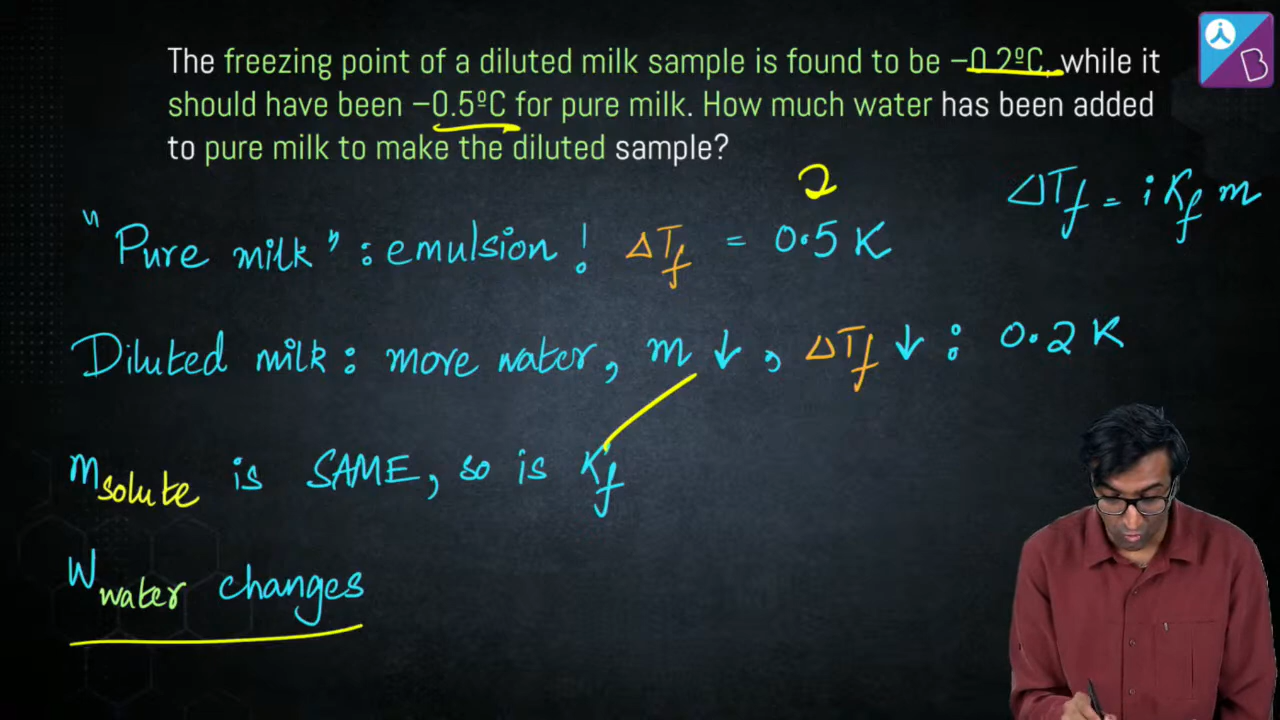 The freezing point of a diluted milk sample is found to be –0.2ºC, while it
should have been –0.5ºC for pure milk. How much water has been added
to pure milk to make the diluted sample?
2
ΔTf = i Kf m
"Pure milk" : emulsion ! ΔTf = 0.5 K
Diluted milk : more water, m ↓ , ΔTf ↓ : 0.2 K
msolute is SAME, so is Kf
Wwater changes
B